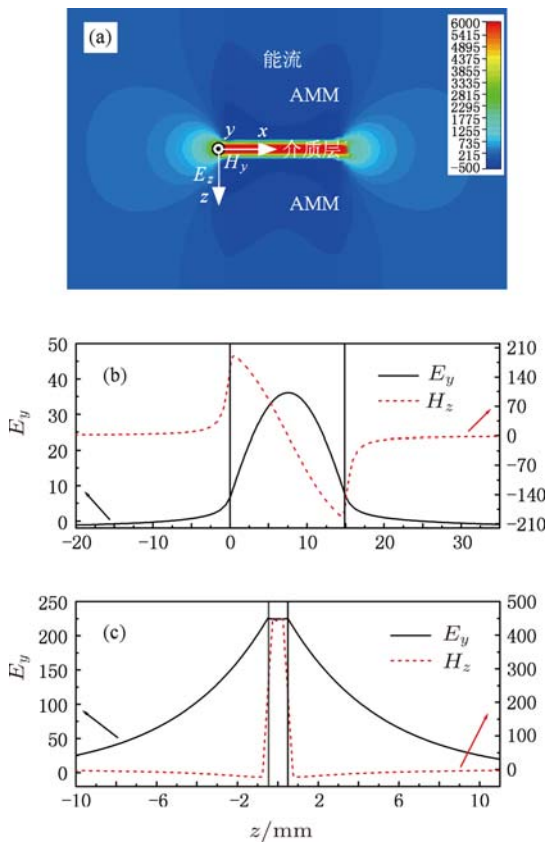 (a)
能流
AMM
y
x
介质层
H_y
E_z
z
AMM
6000
5415
4895
4375
3855
3335
2815
2295
1775
1255
735
215
-500
(b)
E_y
H_z
E_y
50
40
30
20
10
0
210
140
70
0
-70
-140
-210
-20
-10
0
10
20
30
(c)
E_y
H_z
E_y
250
200
150
100
50
0
500
400
300
200
100
0
-10
-6
-2
2
6
10
z/mm